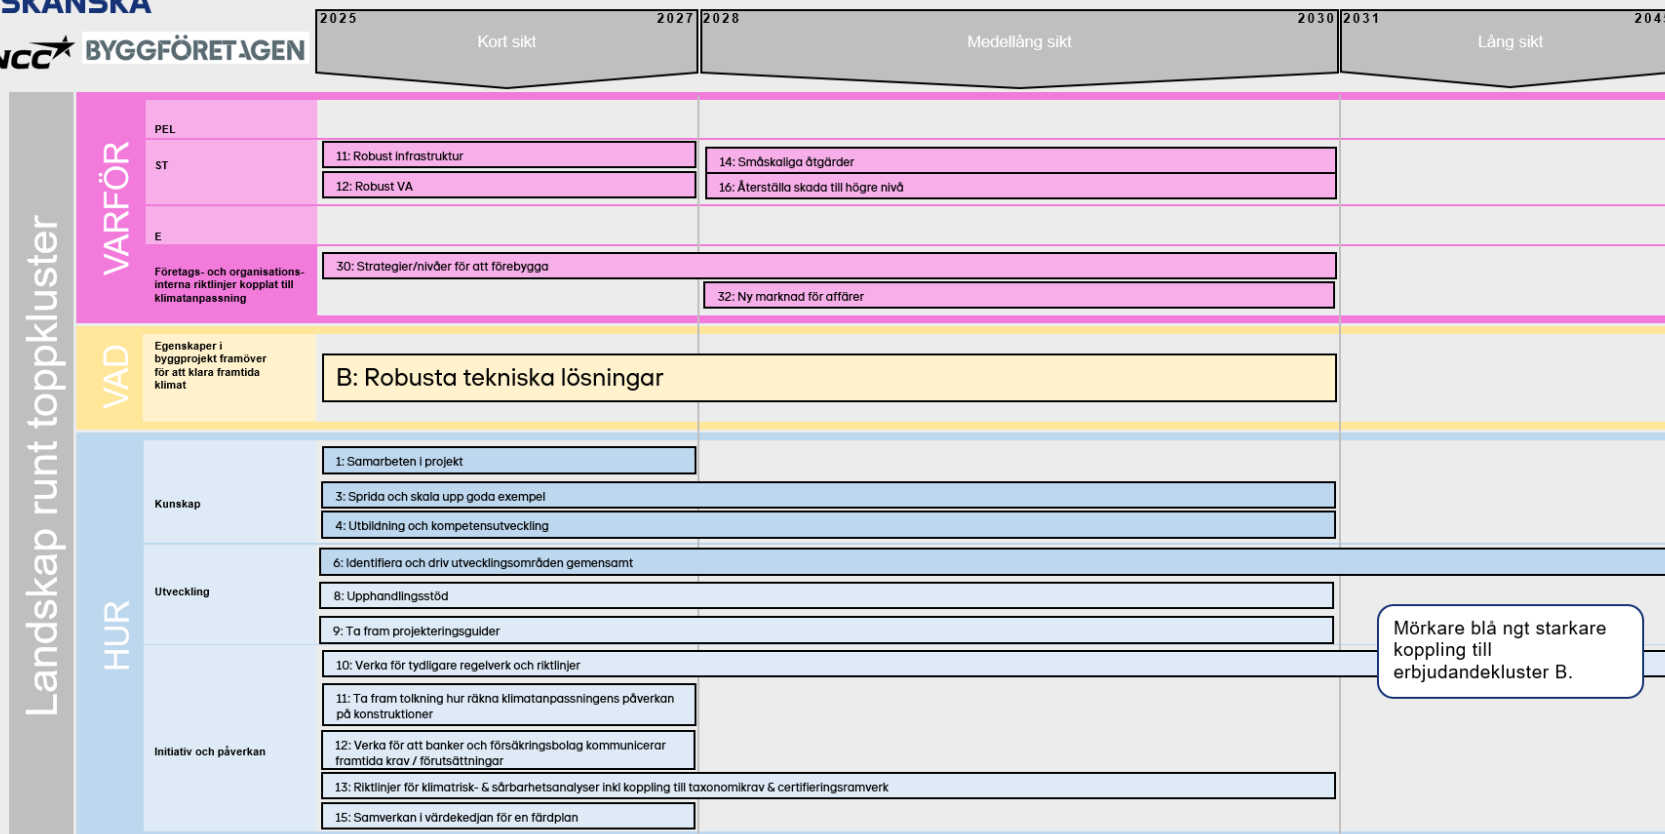 SKANSKA
NCC
BYGGFÖRETAGEN
2025
2027
2028
2030
2031
Kort sikt
Medellång sikt
Lång sikt
Landskap runt toppkluster
VARFÖR
PEL
ST
11: Robust infrastruktur
12: Robust VA
14: Småskaliga åtgärder
16: Återställa skada till högre nivå
E
Företags- och organisations-
interna riktlinjer kopplat till
klimatanpassning
30: Strategier/nivåer för att förebygga
32: Ny marknad för affärer
VAD
Egenskaper i
byggprojekt framöver
för att klara framtida
klimat
B: Robusta tekniska lösningar
HUR
Kunskap
1: Samarbeten i projekt
3: Sprida och skala upp goda exempel
4: Utbildning och kompetensutveckling
Utveckling
6: Identifiera och driv utvecklingsområden gemensamt
8: Upphandlingsstöd
9: Ta fram projekteringsguider
Initiativ och påverkan
10: Verka för tydligare regelverk och riktlinjer
11: Ta fram tolkning hur räkna klimatanpassningens påverkan
på konstruktioner
12: Verka för att banker och försäkringsbolag kommunicerar
framtida krav / förutsättningar
13: Riktlinjer för klimatrisk- & sårbarhetsanalyser inkl koppling till taxonomikrav & certifieringsramverk
15: Samverkan i värdekedjan för en färdplan
Mörkare blå ngt starkare
koppling till
erbjudandekluster B.